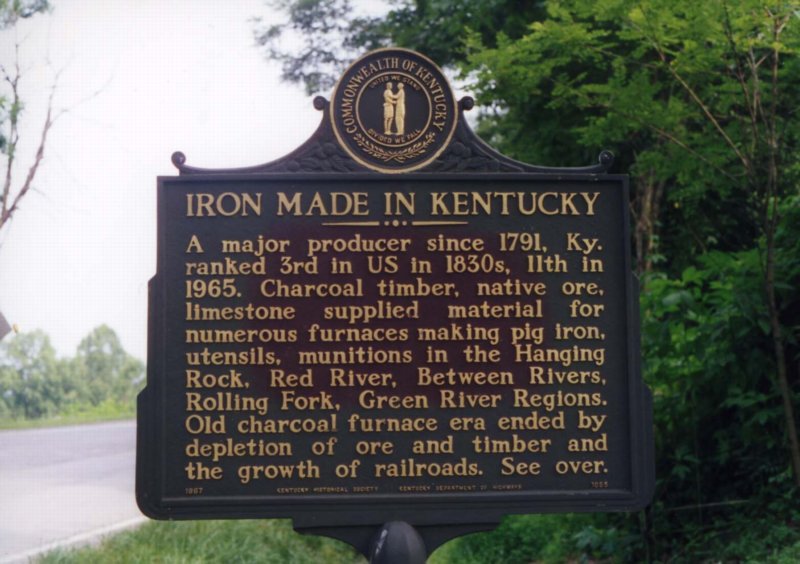 COMMONWEALTH OF KENTUCKY
UNITED WE STAND
DIVIDED WE FALL
IRON MADE IN KENTUCKY
A major producer since 1791, Ky.
ranked 3rd in US in 1830s, 11th in
1965. Charcoal timber, native ore,
limestone supplied material for
numerous furnaces making pig iron,
utensils, munitions in the Hanging
Rock, Red River, Between Rivers,
Rolling Fork, Green River Regions.
Old charcoal furnace era ended by
depletion of ore and timber and
the growth of railroads. See over.
KENTUCKY HISTORICAL SOCIETY KENTUCKY DEPARTMENT OF HIGHWAYS